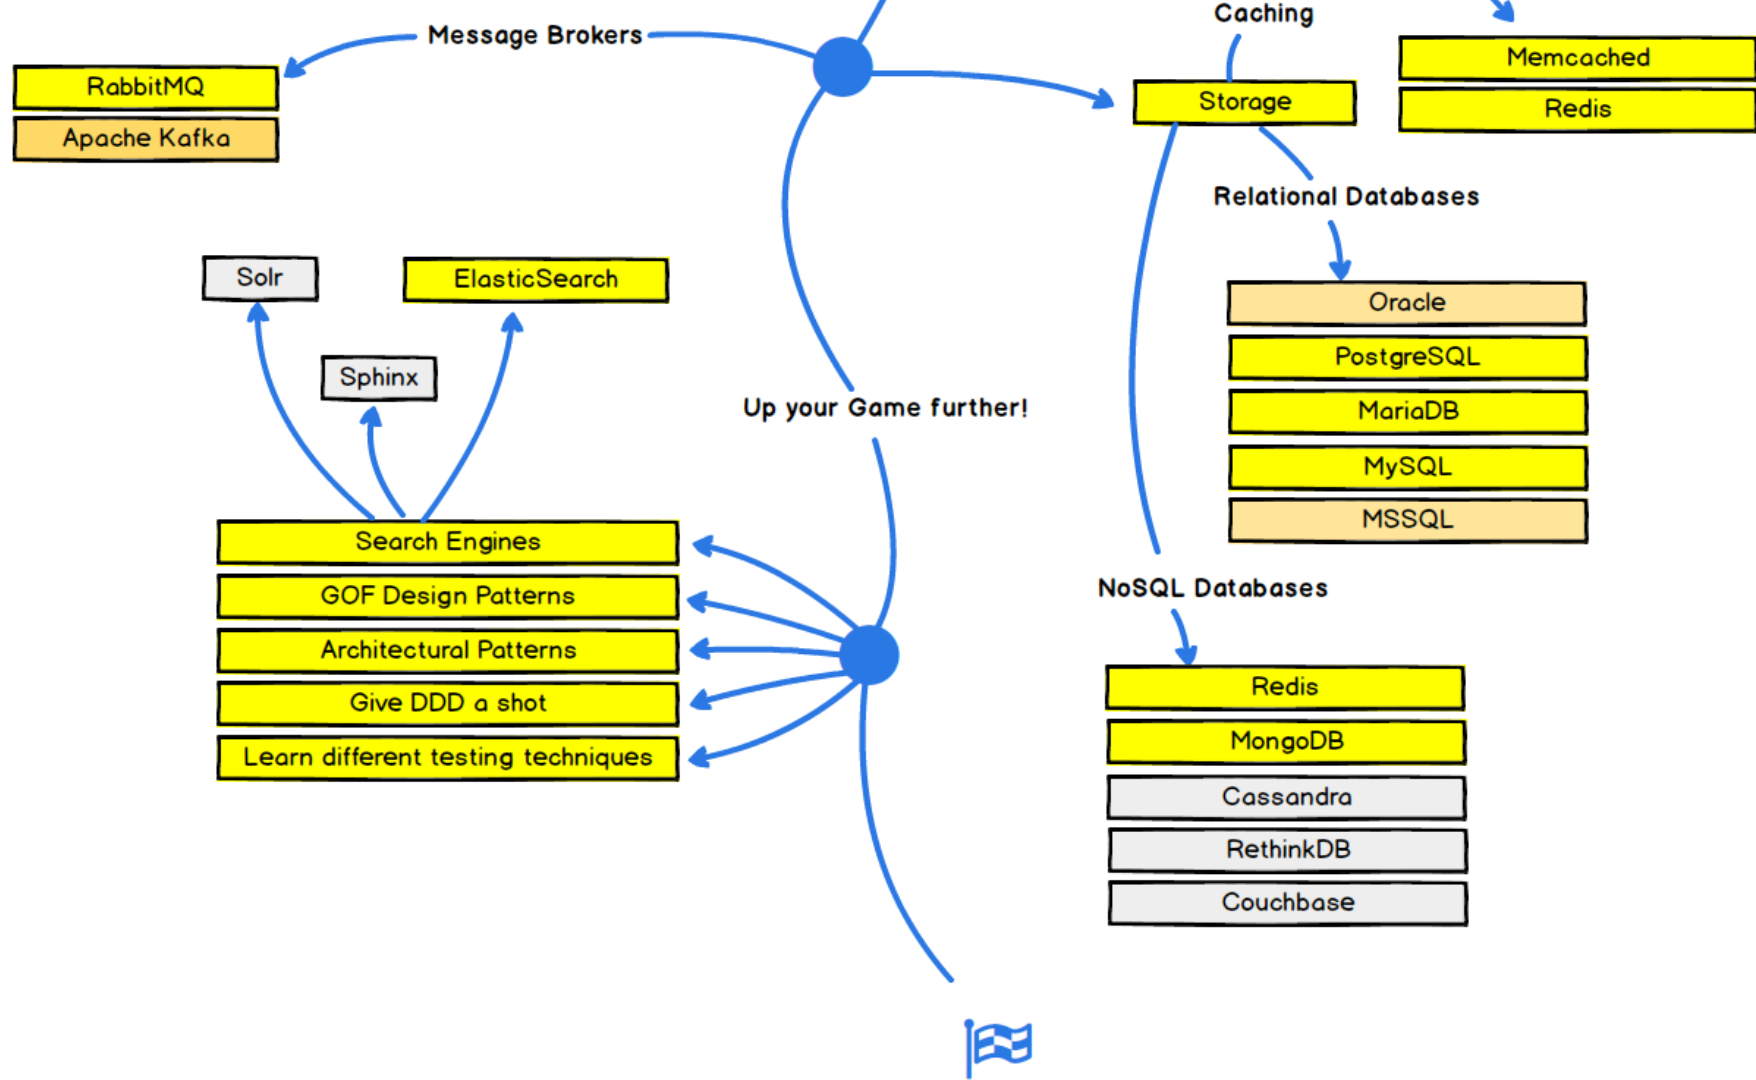 Caching
Message Brokers
Memcached
RabbitMQ
Storage
Redis
Apache Kafka
Relational Databases
Solr
ElasticSearch
Oracle
PostgreSQL
Sphinx
Up your Game further!
MariaDB
MySQL
MSSQL
Search Engines
GOF Design Patterns
Architectural Patterns
Give DDD a shot
Learn different testing techniques
NoSQL Databases
Redis
MongoDB
Cassandra
RethinkDB
Couchbase